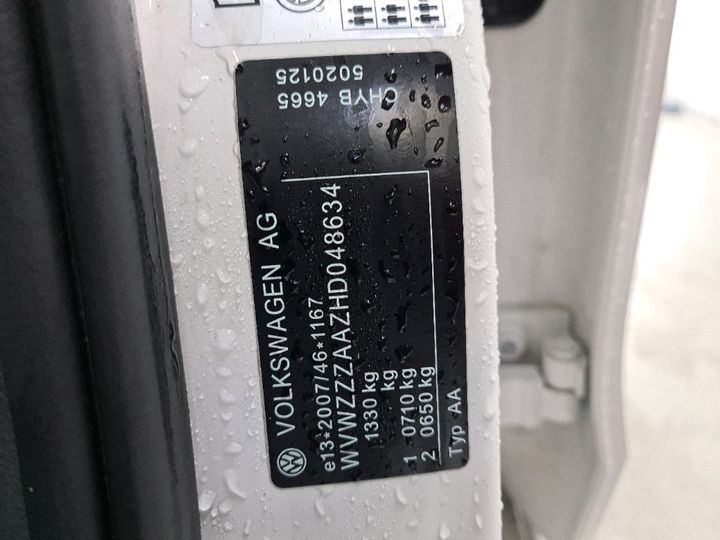 VOLKSWAGEN AG
e13*2007/46*1167
WVWZZZAAZHD048634
1330 kg
kg
1 0710 kg
2 0650 kg
Typ AA
5020125
CHYB 4665